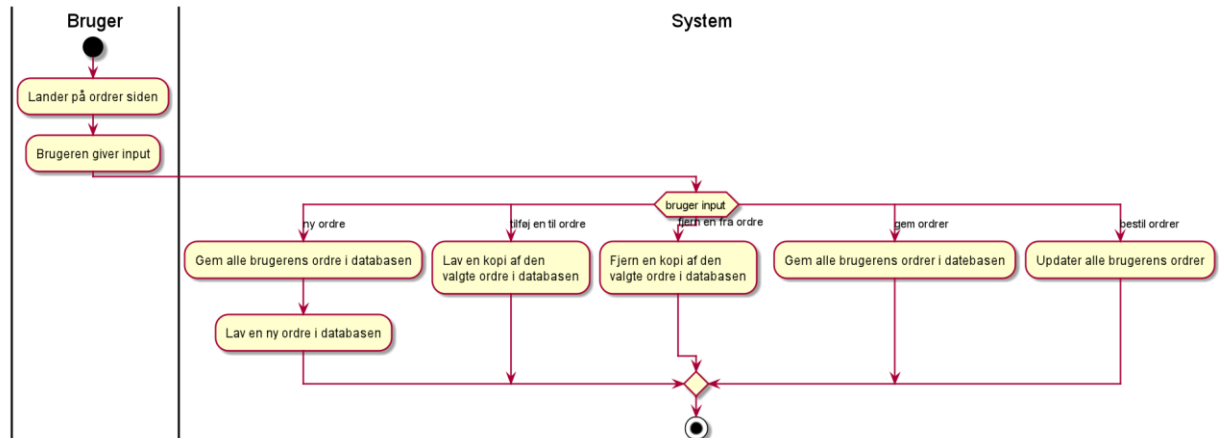 Bruger
System
Lander på ordrer siden
Brugeren giver input
bruger input
ny ordre
tilføj en til ordre
fjern en fra ordre
gem ordrer
bestil ordrer
Gem alle brugerens ordre i databasen
Lav en kopi af den
valgte ordre i databasen
Fjern en kopi af den
valgte ordre i databasen
Gem alle brugerens ordrer i datebasen
Updater alle brugerens ordrer
Lav en ny ordre i databasen